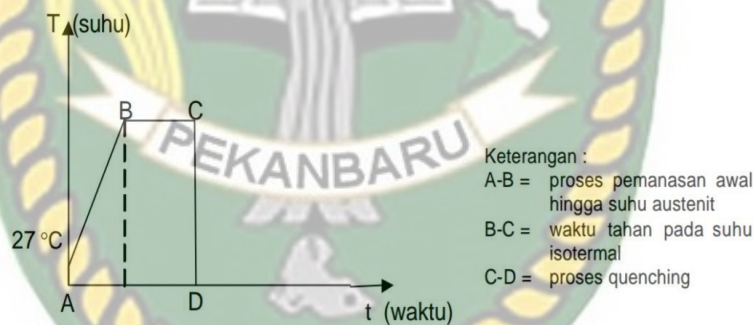 T (suhu)
B
C
PEKANBARU
27 °C
A
D
t (waktu)
Keterangan :
A-B = proses pemanasan awal
hingga suhu austenit
B-C = waktu tahan pada suhu
isotermal
C-D = proses quenching